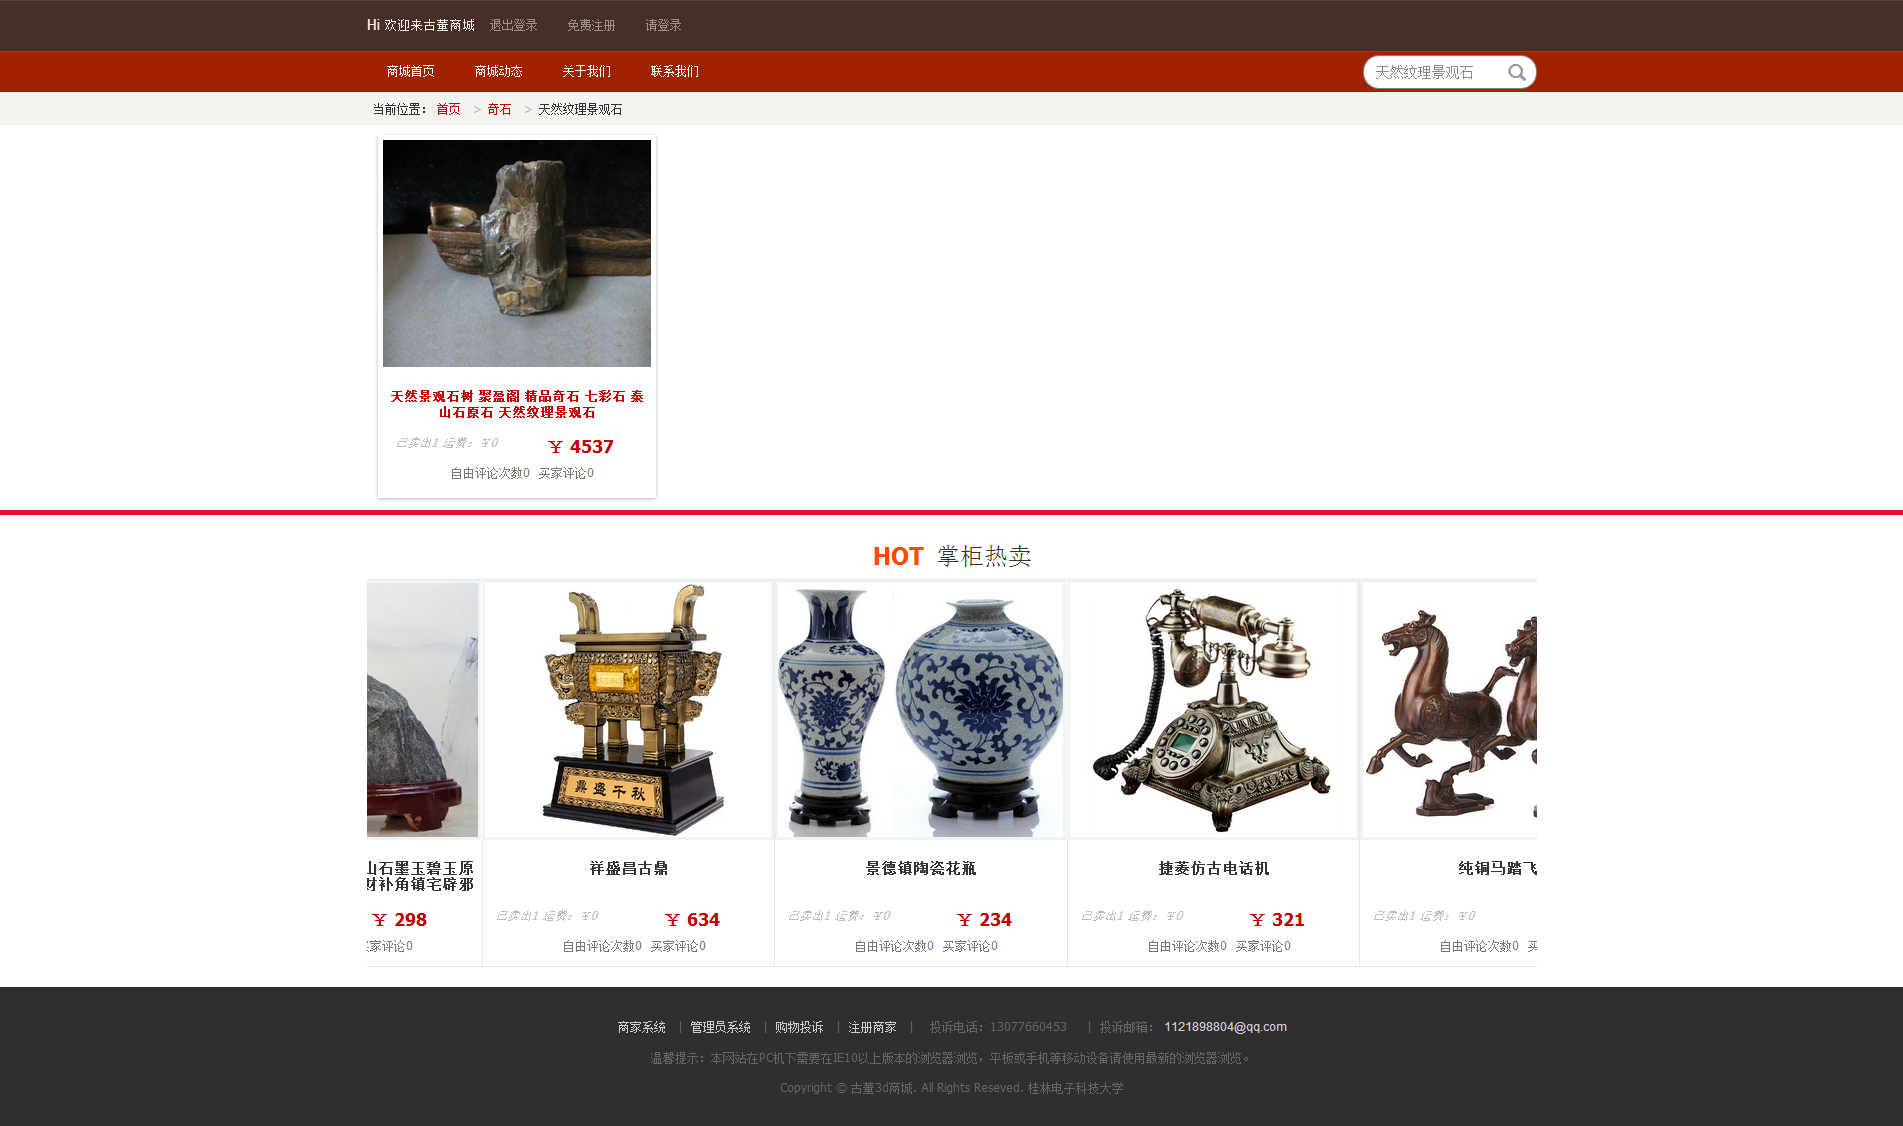 Hi 欢迎来古董商城 退出登录 免费注册 请登录
商城首页 商城动态 关于我们 联系我们 天然纹理景观石
当前位置： 首页 > 奇石 > 天然纹理景观石
天然景观石树 聚盈阁 精品奇石 七彩石 泰
山石原石 天然纹理景观石
已卖出1 运费：￥0 ￥ 4537
自由评论次数0 买家评论0
HOT 掌柜热卖
鼎盛千秋
山石墨玉碧玉原
财补角镇宅辟邪
￥ 298
家评论0
祥盛昌古鼎
已卖出1 运费：￥0 ￥ 634
自由评论次数0 买家评论0
景德镇陶瓷花瓶
已卖出1 运费：￥0 ￥ 234
自由评论次数0 买家评论0
捷菱仿古电话机
已卖出1 运费：￥0 ￥ 321
自由评论次数0 买家评论0
纯铜马踏飞
已卖出1 运费：￥0
自由评论次数0
商家系统 | 管理员系统 | 购物投诉 | 注册商家 | 投诉电话：13077660453 | 投诉邮箱： 1121898804@qq.com
温馨提示：本网站在PC机下需要在IE10以上版本的浏览器浏览，平板或手机等移动设备请使用最新的浏览器浏览。
Copyright © 古董3d商城. All Rights Reseved. 桂林电子科技大学